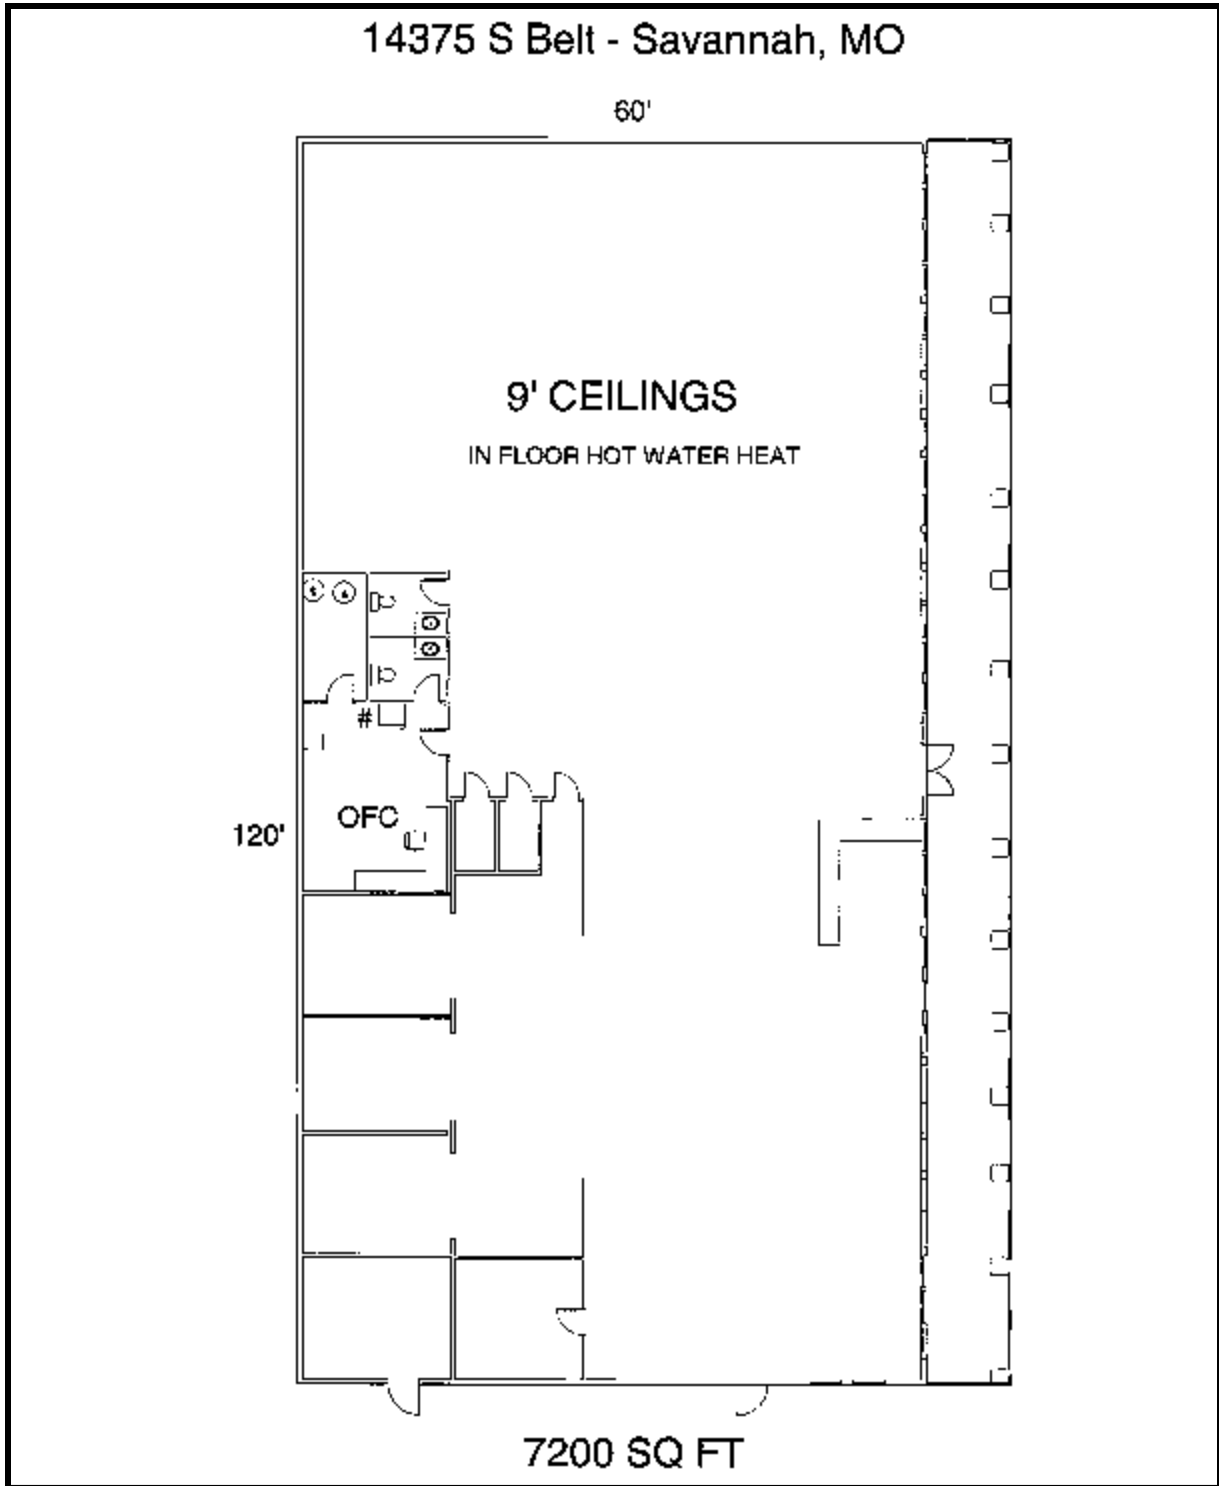 14375 S Belt - Savannah, MO
60'
9' CEILINGS
IN FLOOR HOT WATER HEAT
#
OFC
120'
7200 SQ FT